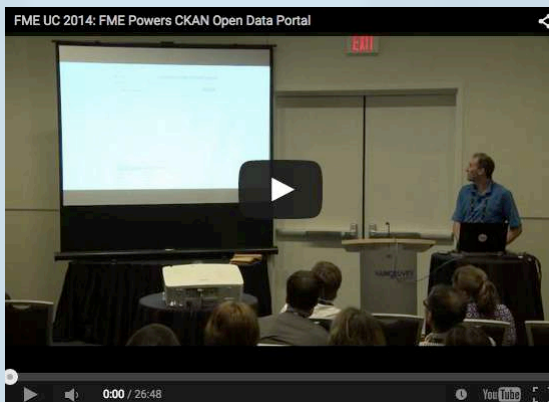 FME UC 2014: FME Powers CKAN Open Data Portal
EXIT
VANCOUVER
0:00 / 26:48
YouTube